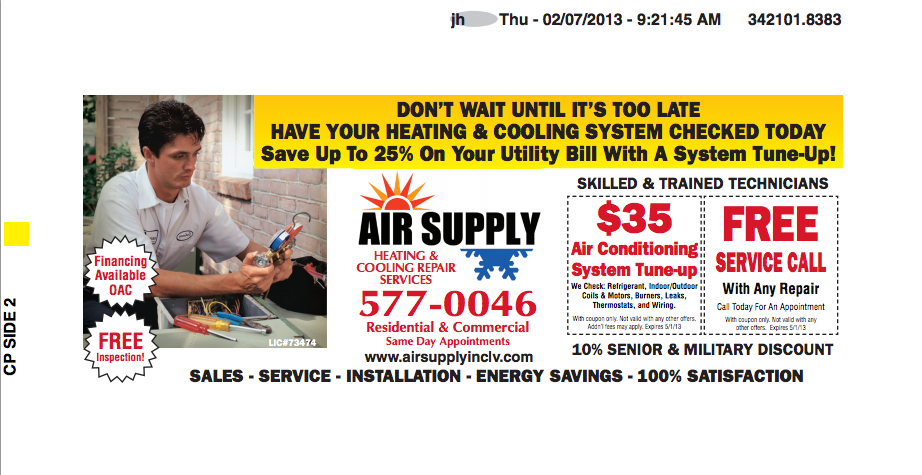 jh Thu - 02/07/2013 - 9:21:45 AM 342101.8383
CP SIDE 2
DON'T WAIT UNTIL IT'S TOO LATE
HAVE YOUR HEATING & COOLING SYSTEM CHECKED TODAY
Save Up To 25% On Your Utility Bill With A System Tune-Up!
Financing
Available
OAC
FREE
Inspection!
LIC#73474
AIR SUPPLY
HEATING &
COOLING REPAIR
SERVICES
577-0046
Residential & Commercial
Same Day Appointments
www.airsupplyinclv.com
SKILLED & TRAINED TECHNICIANS
$35
Air Conditioning
System Tune-up
We Check: Refrigerant, Indoor/Outdoor
Coils & Motors, Burners, Leaks,
Thermostats, and Wiring.
With coupon only. Not valid with any other offers.
Addn'l fees may apply. Expires 5/1/13
FREE
SERVICE CALL
With Any Repair
Call Today For An Appointment
With coupon only. Not valid with any
other offers. Expires 5/1/13
10% SENIOR & MILITARY DISCOUNT
SALES - SERVICE - INSTALLATION - ENERGY SAVINGS - 100% SATISFACTION